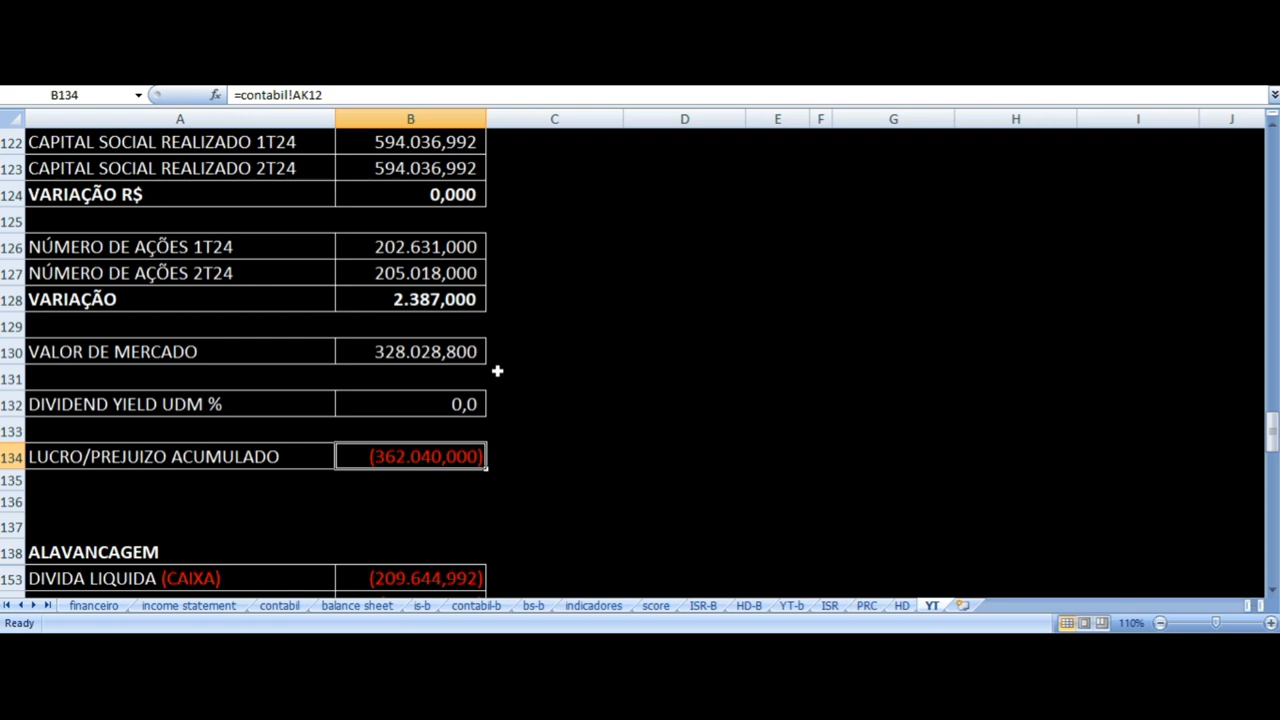 B134 fx =contabil!AK12
A B C D E F G H I J
122 CAPITAL SOCIAL REALIZADO 1T24 594.036,992
123 CAPITAL SOCIAL REALIZADO 2T24 594.036,992
124 VARIAÇÃO R$ 0,000
125
126 NÚMERO DE AÇÕES 1T24 202.631,000
127 NÚMERO DE AÇÕES 2T24 205.018,000
128 VARIAÇÃO 2.387,000
129
130 VALOR DE MERCADO 328.028,800
131
132 DIVIDEND YIELD UDM % 0,0
133
134 LUCRO/PREJUIZO ACUMULADO (362.040,000)
135
136
137
138 ALAVANCAGEM
153 DIVIDA LIQUIDA (CAIXA) (209.644,992)
financeiro income statement contabil balance sheet is-b contabil-b bs-b indicadores score ISR-B HD-B YT-b ISR PRC HD YT
Ready 110%